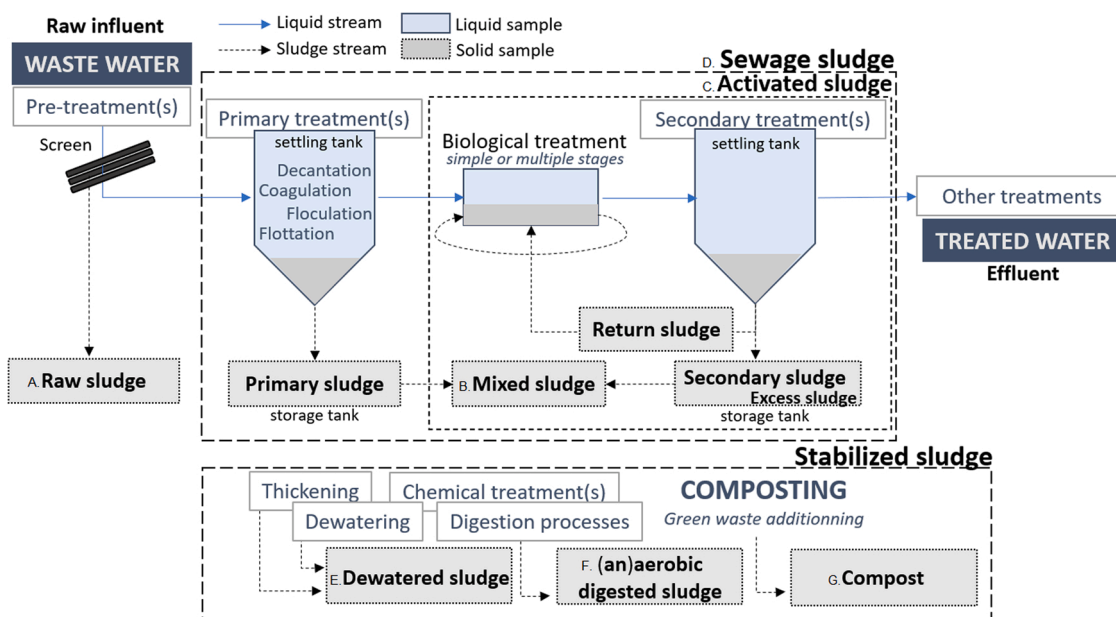 Raw influent
WASTE WATER
Pre-treatment(s)
Screen
A. Raw sludge
Liquid stream
Sludge stream
Liquid sample
Solid sample
D. Sewage sludge
C. Activated sludge
Primary treatment(s)
settling tank
Decantation
Coagulation
Floculation
Flottation
Primary sludge
storage tank
Biological treatment
simple or multiple stages
Return sludge
B. Mixed sludge
Secondary treatment(s)
settling tank
Secondary sludge
Excess sludge
storage tank
Other treatments
TREATED WATER
Effluent
Stabilized sludge
Thickening
Dewatering
E. Dewatered sludge
Chemical treatment(s)
Digestion processes
F. (an)aerobic
digested sludge
COMPOSTING
Green waste additionning
G. Compost